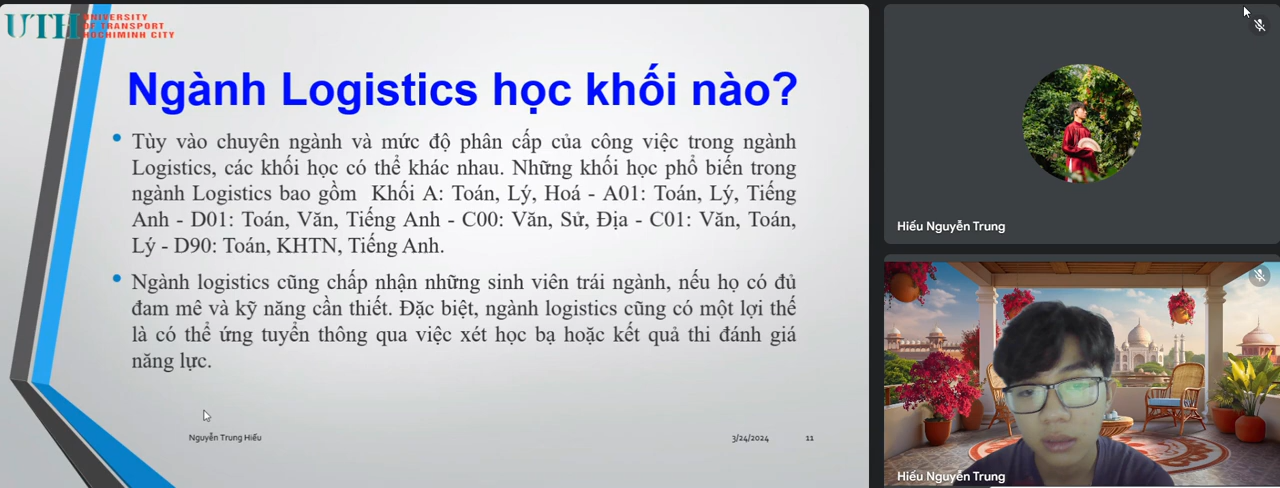 UTH UNIVERSITY
OF TRANSPORT
HOCHIMINH CITY
Ngành Logistics học khối nào?
• Tùy vào chuyên ngành và mức độ phân cấp của công việc trong ngành
Logistics, các khối học có thể khác nhau. Những khối học phổ biến trong
ngành Logistics bao gồm Khối A: Toán, Lý, Hoá - A01: Toán, Lý, Tiếng
Anh - D01: Toán, Văn, Tiếng Anh - C00: Văn, Sử, Địa - C01: Văn, Toán,
Lý - D90: Toán, KHTN, Tiếng Anh.
• Ngành logistics cũng chấp nhận những sinh viên trái ngành, nếu họ có đủ
đam mê và kỹ năng cần thiết. Đặc biệt, ngành logistics cũng có một lợi thế
là có thể ứng tuyển thông qua việc xét học bạ hoặc kết quả thi đánh giá
năng lực.
Nguyễn Trung Hiếu
3/24/2024
11
Hiếu Nguyễn Trung
Hiếu Nguyễn Trung